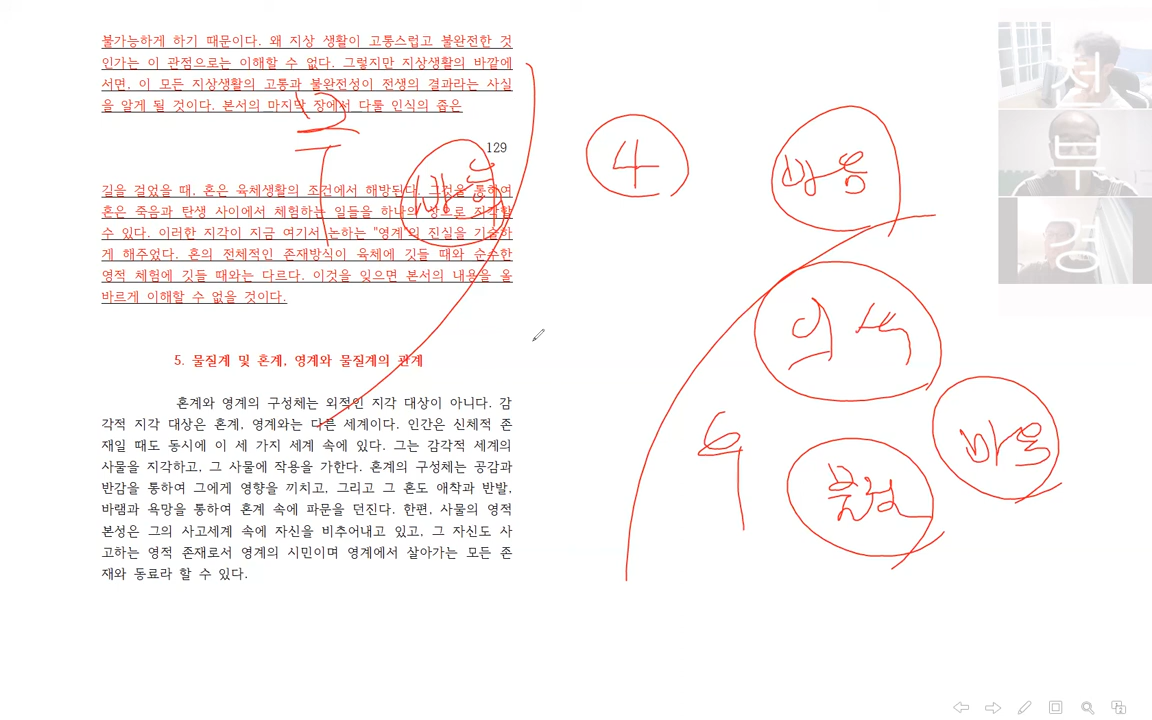 불가능하게 하기 때문이다. 왜 지상 생활이 고통스럽고 불완전한 것
인가는 이 관점으로는 이해할 수 없다. 그렇지만 지상생활의 바깥에
서면, 이 모든 지상생활의 고통과 불완전성이 전생의 결과라는 사실
을 알게 될 것이다. 본서의 마지막 장에서 다룰 인식의 좁은
129
길을 걸었을 때, 혼은 육체생활의 조건에서 해방된다. 그것을 통하여
혼은 죽음과 탄생 사이에서 체험하는 일들을 하나의 상으로 지각할
수 있다. 이러한 지각이 지금 여기서 논하는 "영계"의 진실을 기술하
게 해주었다. 혼의 전체적인 존재방식이 육체에 깃들 때와 순수한
영적 체험에 깃들 때와는 다르다. 이것을 잊으면 본서의 내용을 올
바르게 이해할 수 없을 것이다.
5. 물질계 및 혼계, 영계와 물질계의 관계
혼계와 영계의 구성체는 외적인 지각 대상이 아니다. 감
각적 지각 대상은 혼계, 영계와는 다른 세계이다. 인간은 신체적 존
재일 때도 동시에 이 세 가지 세계 속에 있다. 그는 감각적 세계의
사물을 지각하고, 그 사물에 작용을 가한다. 혼계의 구성체는 공감과
반감을 통하여 그에게 영향을 끼치고, 그리고 그 혼도 애착과 반발,
바램과 욕망을 통하여 혼계 속에 파문을 던진다. 한편, 사물의 영적
본성은 그의 사고세계 속에 자신을 비추어내고 있고, 그 자신도 사
고하는 영적 존재로서 영계의 시민이며 영계에서 살아가는 모든 존
재와 동료라 할 수 있다.
4
마음
의식
전
부
경